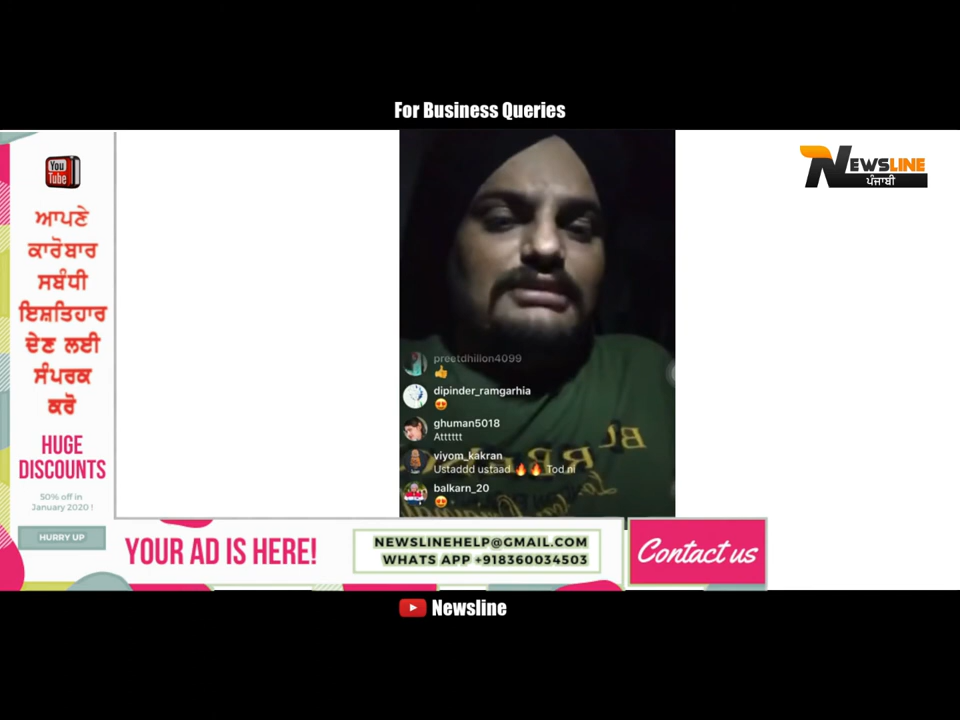 For Business Queries
You
Tube
ਆਪਣੇ
ਕਾਰੋਬਾਰ
ਸਬੰਧੀ
ਇਸ਼ਤਿਹਾਰ
ਦੇਣ ਲਈ
ਸੰਪਰਕ
ਕਰੋ
HUGE
DISCOUNTS
50% off in
January 2020 !
HURRY UP
NEWSLINE
ਪੰਜਾਬੀ
preetdhillon4099
👍
dipinder_ramgarhia
😍
ghuman5018
Atttttt
viyom_kakran
Ustaddd ustaad 🔥🔥 Tod ni
balkarn_20
😍
YOUR AD IS HERE!
NEWSLINEHELP@GMAIL.COM
WHATS APP +918360034503
Contact us
Newsline